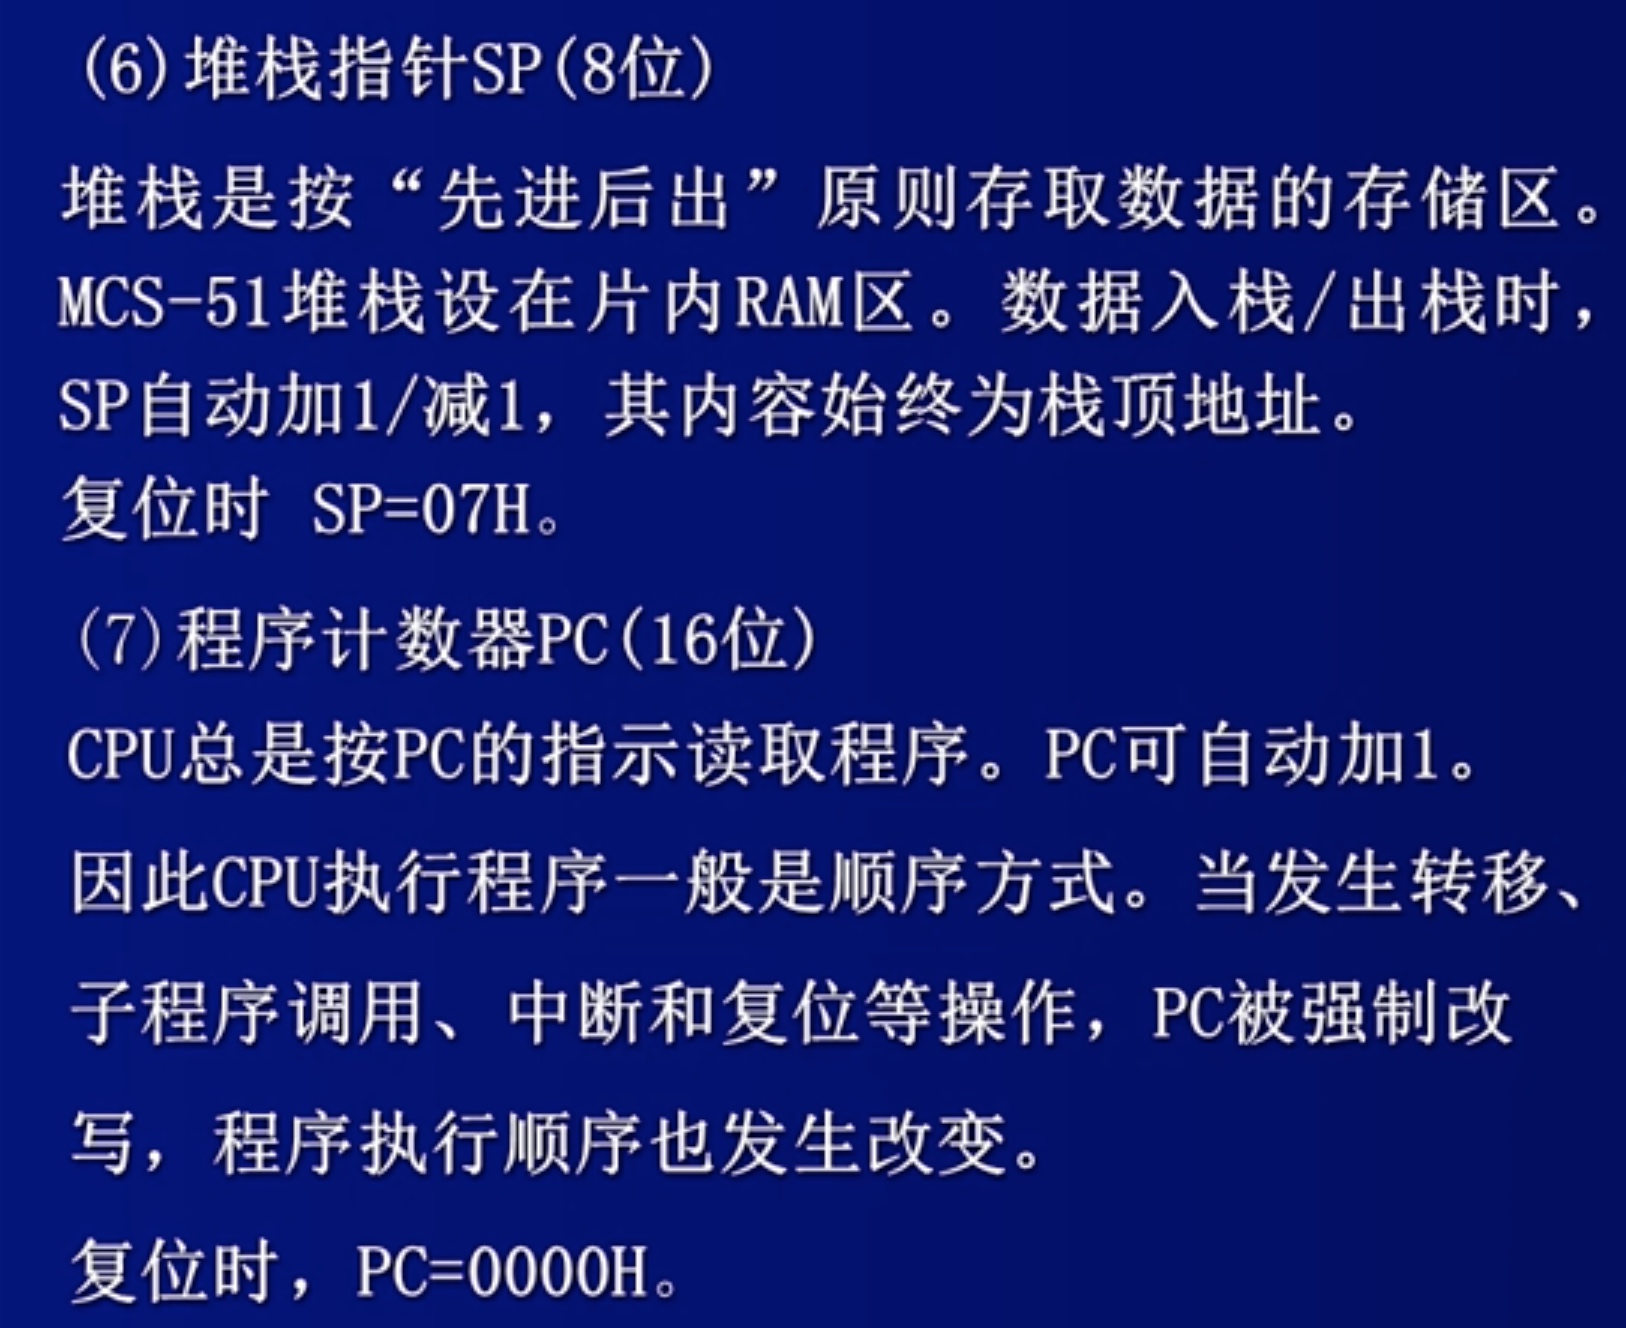 (6)堆栈指针SP(8位)
堆栈是按“先进后出”原则存取数据的存储区。
MCS-51堆栈设在片内RAM区。数据入栈/出栈时，
SP自动加1/减1，其内容始终为栈顶地址。
复位时 SP=07H。
(7)程序计数器PC(16位)
CPU总是按PC的指示读取程序。PC可自动加1。
因此CPU执行程序一般是顺序方式。当发生转移、
子程序调用、中断和复位等操作，PC被强制改
写，程序执行顺序也发生改变。
复位时，PC=0000H。